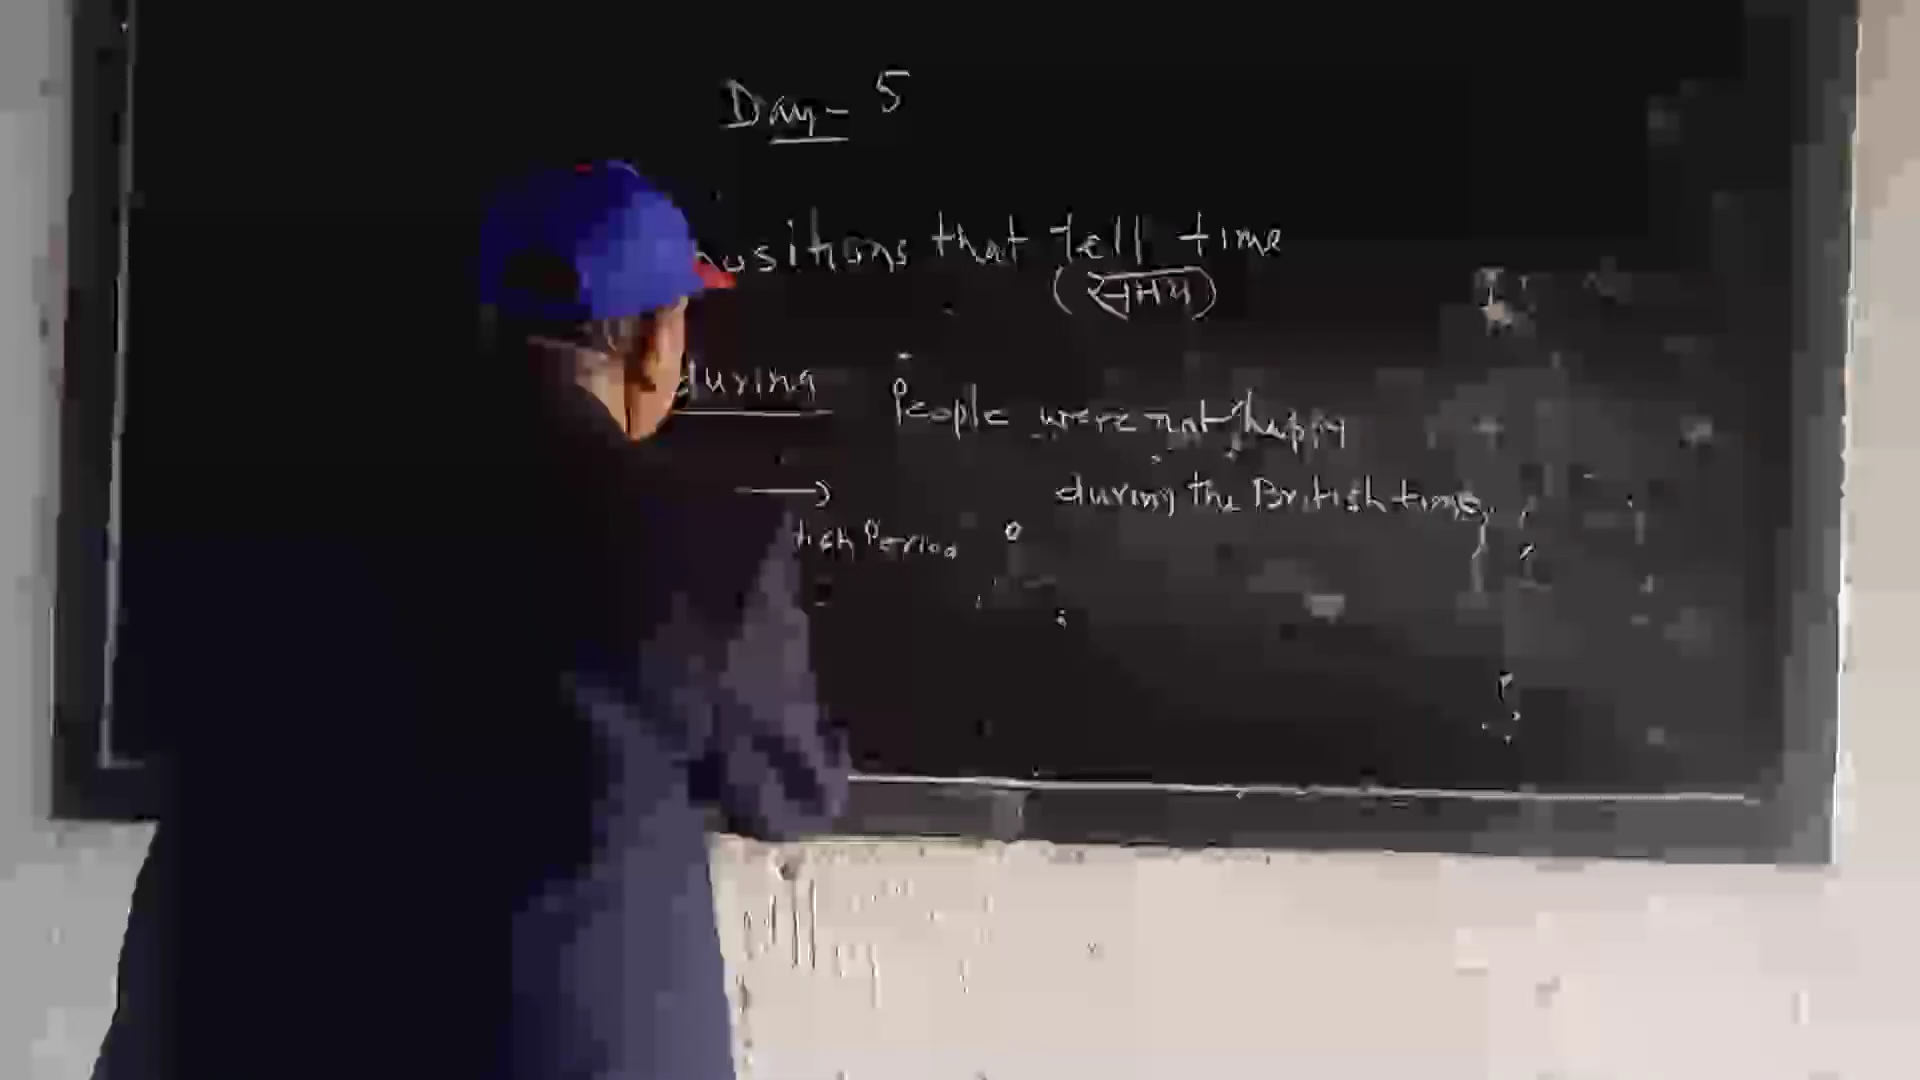 Day - 5
ositions that tell time
(समय)
during
People were not happy
during the British time,
tish Period